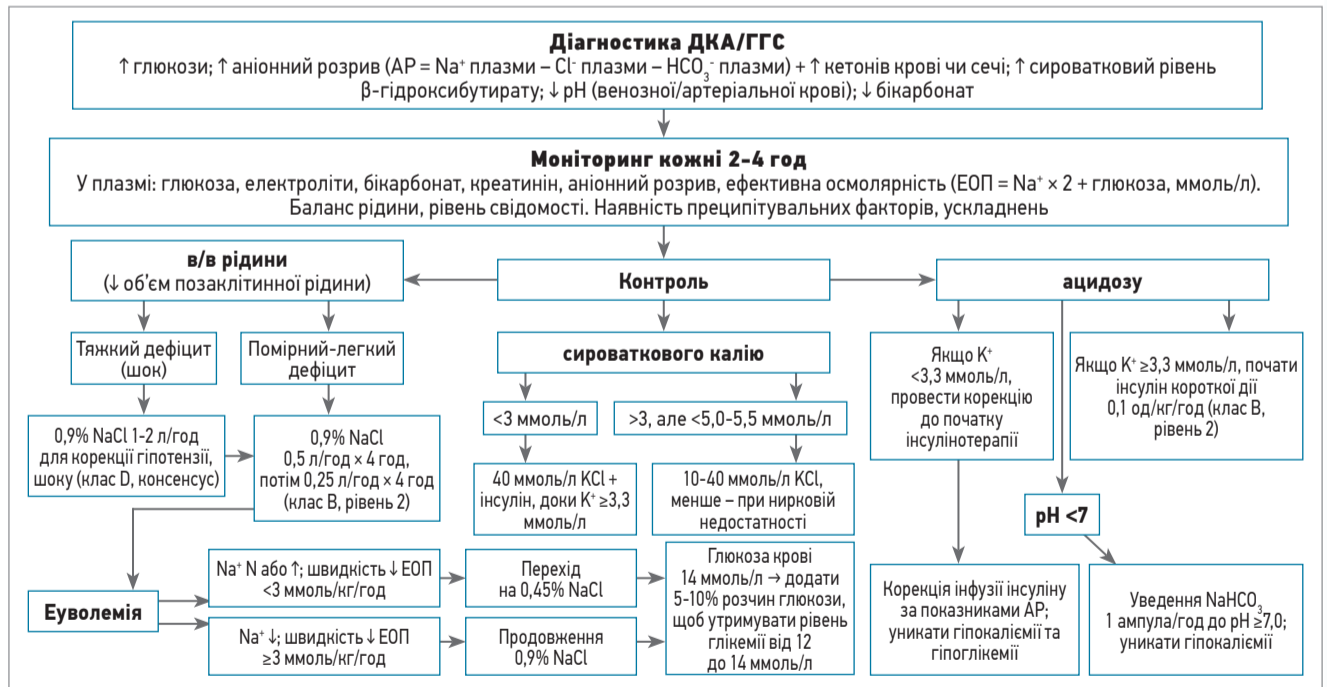 Діагностика ДКА/ГГС
↑ глюкози; ↑ аніонний розрив (АР = Na⁺ плазми – Cl⁻ плазми – HCO₃⁻ плазми) + ↑ кетонів крові чи сечі; ↑ сироватковий рівень
β-гідроксибутирату; ↓ pH (венозної/артеріальної крові); ↓ бікарбонат
Моніторинг кожні 2-4 год
У плазмі: глюкоза, електроліти, бікарбонат, креатинін, аніонний розрив, ефективна осмолярність (ЕОП = Na⁺ × 2 + глюкоза, ммоль/л).
Баланс рідини, рівень свідомості. Наявність преципітувальних факторів, ускладнень
в/в рідини
(↓ об'єм позаклітинної рідини)
Контроль
ацидозу
Тяжкий дефіцит
(шок)
Помірний-легкий
дефіцит
сироваткового калію
Якщо K⁺
<3,3 ммоль/л,
провести корекцію
до початку
інсулінотерапії
Якщо K⁺ ≥3,3 ммоль/л, почати
інсулін короткої дії
0,1 од/кг/год (клас В,
рівень 2)
<3 ммоль/л
>3, але <5,0-5,5 ммоль/л
0,9% NaCl 1-2 л/год
для корекції гіпотензії,
шоку (клас D, консенсус)
0,9% NaCl
0,5 л/год × 4 год,
потім 0,25 л/год × 4 год
(клас В, рівень 2)
40 ммоль/л KCl +
інсулін, доки K⁺ ≥3,3
ммоль/л
10-40 ммоль/л KCl,
менше – при нирковій
недостатності
pH <7
Еуволемія
Na⁺ N або ↑; швидкість ↓ ЕОП
<3 ммоль/кг/год
Перехід
на 0,45% NaCl
Na⁺ ↓; швидкість ↓ ЕОП
≥3 ммоль/кг/год
Продовження
0,9% NaCl
Глюкоза крові
14 ммоль/л → додати
5-10% розчин глюкози,
щоб утримувати рівень
глікемії від 12
до 14 ммоль/л
Корекція інфузії інсуліну
за показниками АР;
уникати гіпокаліємії та
гіпоглікемії
Уведення NaHCO₃
1 ампула/год до pH ≥7,0;
уникати гіпокаліємії